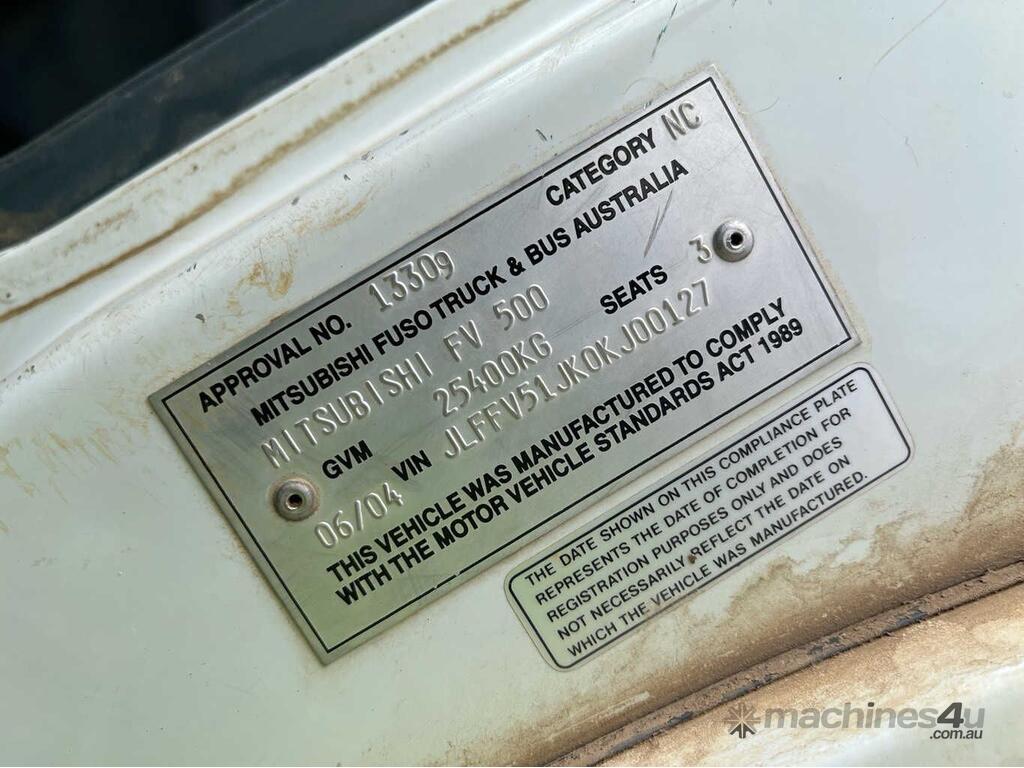 APPROVAL NO. 13309 CATEGORY NC
MITSUBISHI FUSO TRUCK & BUS AUSTRALIA
MITSUBISHI FV 500
GVM 25400KG SEATS 3
06/04 VIN JLFFV51JK0KJ00127
THIS VEHICLE WAS MANUFACTURED TO COMPLY
WITH THE MOTOR VEHICLE STANDARDS ACT 1989
THE DATE SHOWN ON THIS COMPLIANCE PLATE
REPRESENTS THE DATE OF COMPLETION FOR
REGISTRATION PURPOSES ONLY AND DOES
NOT NECESSARILY REFLECT THE DATE ON
WHICH THE VEHICLE WAS MANUFACTURED.
machines4u
.com.au